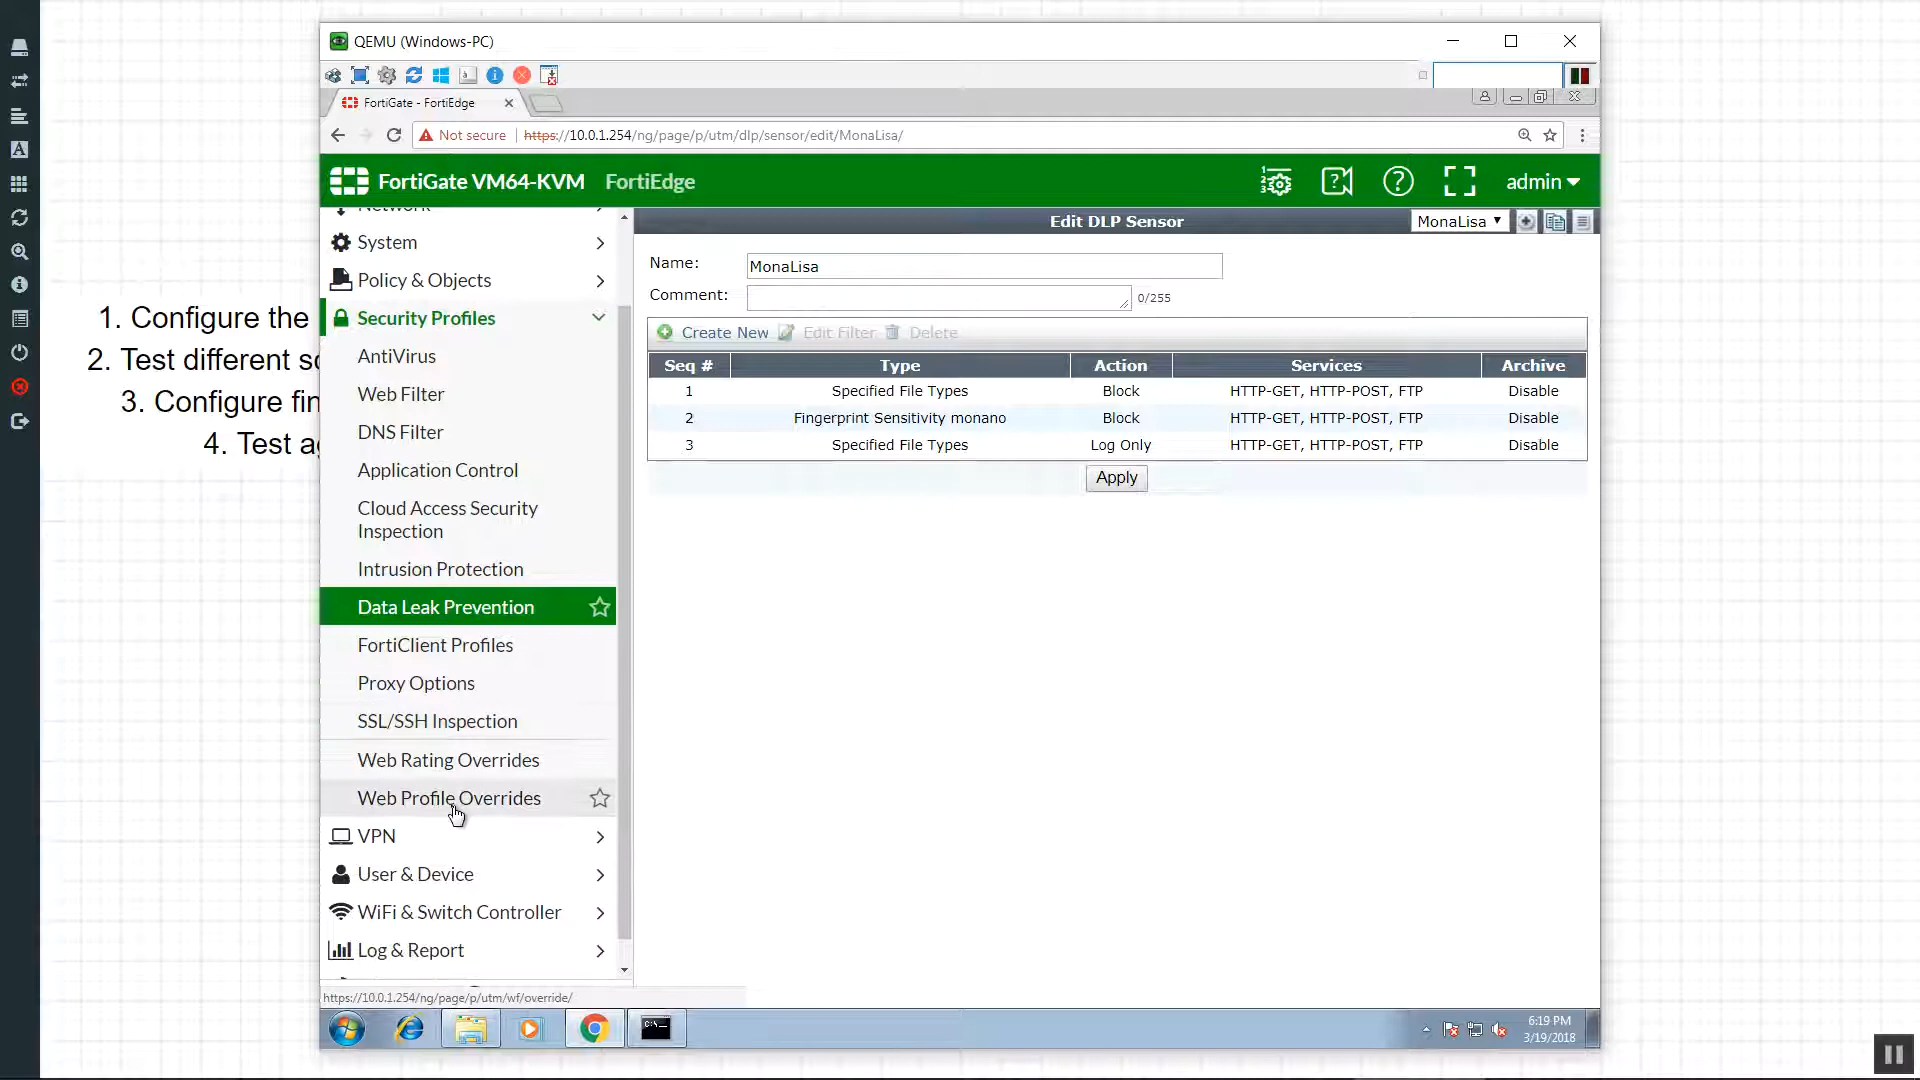 QEMU (Windows-PC)
FortiGate - FortiEdge
Not secure | https://10.0.1.254/ng/page/p/utm/dlp/sensor/edit/MonaLisa/
FortiGate VM64-KVM FortiEdge
admin
System
Policy & Objects
Security Profiles
AntiVirus
Web Filter
DNS Filter
Application Control
Cloud Access Security
Inspection
Intrusion Protection
Data Leak Prevention
FortiClient Profiles
Proxy Options
SSL/SSH Inspection
Web Rating Overrides
Web Profile Overrides
VPN
User & Device
WiFi & Switch Controller
Log & Report
https://10.0.1.254/ng/page/p/utm/wf/override/
Edit DLP Sensor
MonaLisa
Name: MonaLisa
Comment: 0/255
Create New Edit Filter Delete
Seq # Type Action Services Archive
1 Specified File Types Block HTTP-GET, HTTP-POST, FTP Disable
2 Fingerprint Sensitivity monano Block HTTP-GET, HTTP-POST, FTP Disable
3 Specified File Types Log Only HTTP-GET, HTTP-POST, FTP Disable
Apply
1. Configure the
2. Test different
3. Configure
4. Test
6:19 PM
3/19/2018